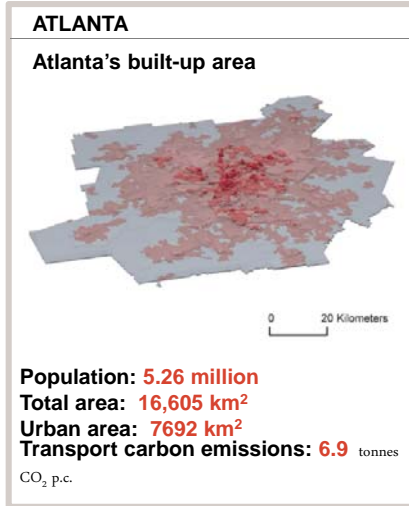 ATLANTA
Atlanta's built-up area
0 20 Kilometers
Population: 5.26 million
Total area: 16,605 km²
Urban area: 7692 km²
Transport carbon emissions: 6.9 tonnes
CO₂ p.c.